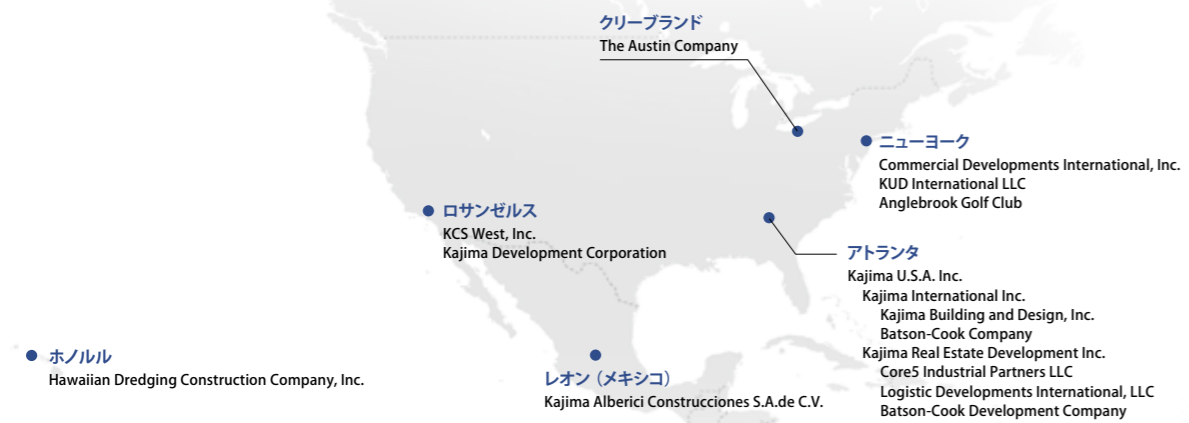 クリーブランド
The Austin Company
ニューヨーク
Commercial Developments International, Inc.
KUD International LLC
Anglebrook Golf Club
ロサンゼルス
KCS West, Inc.
Kajima Development Corporation
アトランタ
Kajima U.S.A. Inc.
Kajima International Inc.
Kajima Building and Design, Inc.
Batson-Cook Company
Kajima Real Estate Development Inc.
Core5 Industrial Partners LLC
Logistic Developments International, LLC
Batson-Cook Development Company
ホノルル
Hawaiian Dredging Construction Company, Inc.
レオン（メキシコ）
Kajima Alberici Construcciones S.A.de C.V.